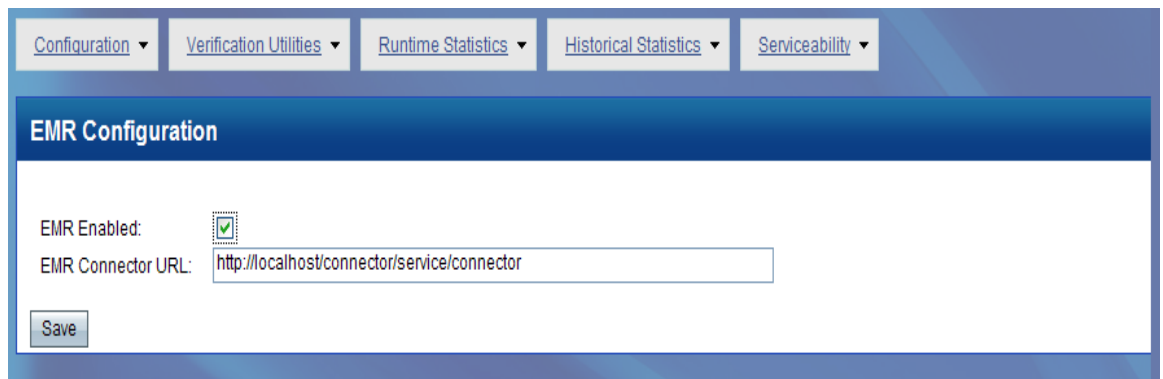 Configuration Verification Utilities Runtime Statistics Historical Statistics Serviceability
EMR Configuration
EMR Enabled:
EMR Connector URL: http://localhost/connector/service/connector
Save